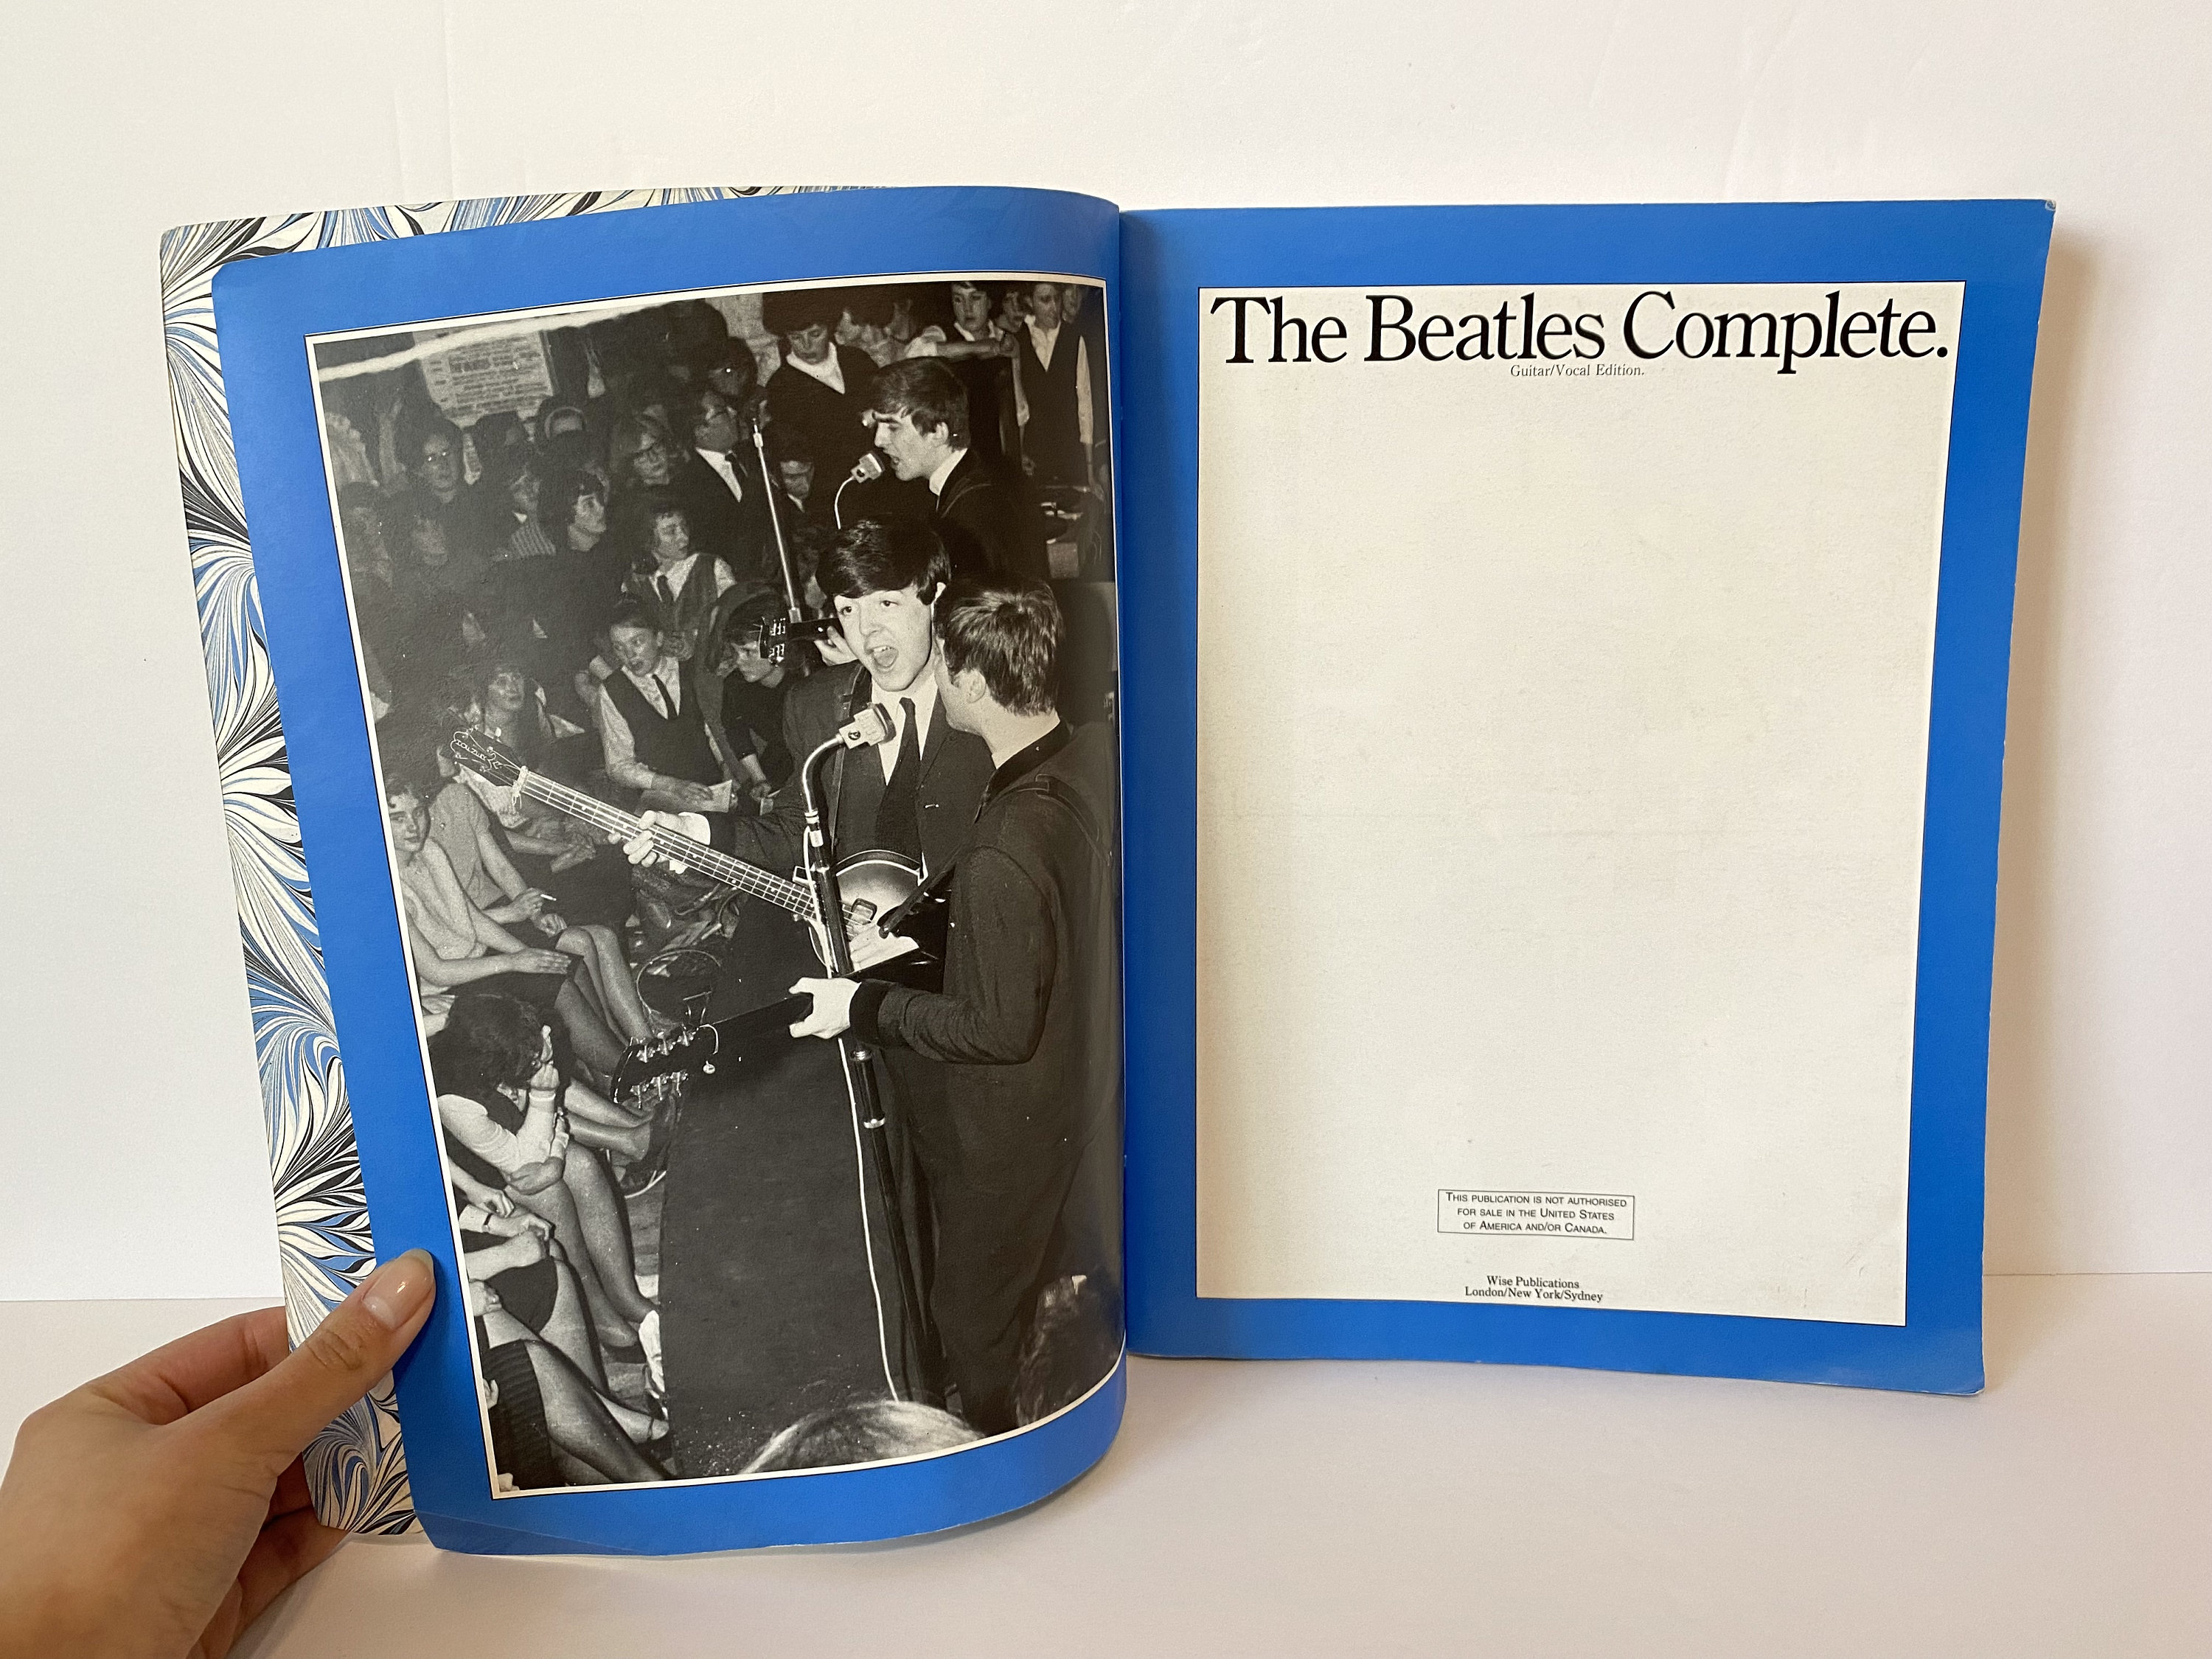 The Beatles Complete.
Guitar/Vocal Edition.
THIS PUBLICATION IS NOT AUTHORISED
FOR SALE IN THE UNITED STATES
OF AMERICA AND/OR CANADA.
Wise Publications
London/New York/Sydney